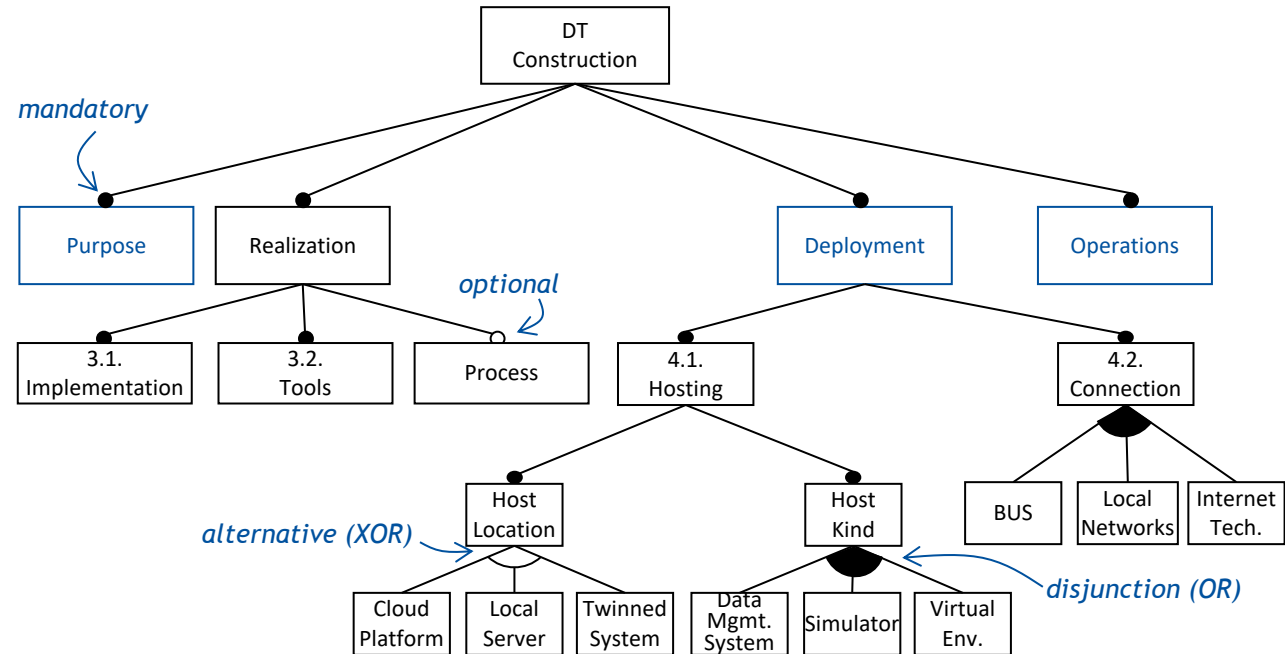 DT
Construction
mandatory
Purpose
Realization
Deployment
Operations
optional
3.1.
Implementation
3.2.
Tools
Process
4.1.
Hosting
4.2.
Connection
Host
Location
Host
Kind
BUS
Local
Networks
Internet
Tech.
alternative (XOR)
disjunction (OR)
Cloud
Platform
Local
Server
Twinned
System
Data
Mgmt.
System
Simulator
Virtual
Env.